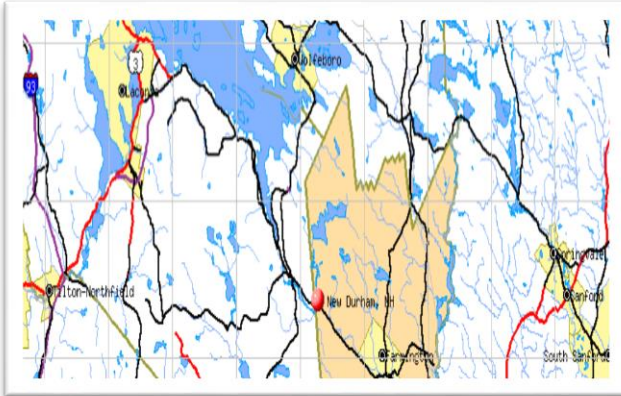 Wolfeboro
3
93
Laconia
Springvale
Tilton-Northfield
Sanford
New Durham, NH
Farmington
South Sanford